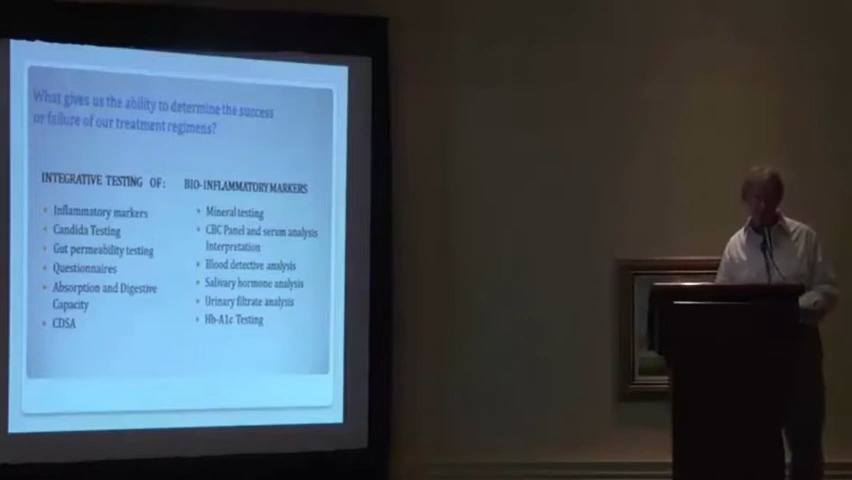 What gives us the ability to determine the success
or failure of our treatment regimens?
INTEGRATIVE TESTING OF:
• Inflammatory markers
• Candida Testing
• Gut permeability testing
• Questionnaires
• Absorption and Digestive
Capacity
• CDSA
BIO-INFLAMMATORY MARKERS
• Mineral testing
• CBC Panel and serum analysis
Interpretation
• Blood detective analysis
• Salivary hormone analysis
• Urinary filtrate analysis
• Hb-A1c Testing